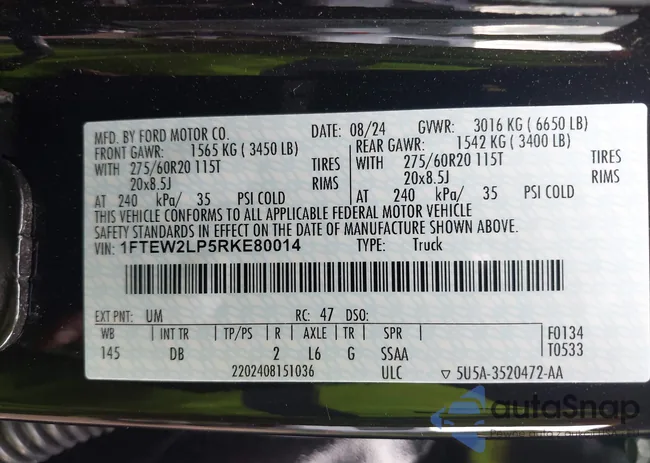 MFD. BY FORD MOTOR CO. DATE: 08/24 GVWR: 3016 KG ( 6650 LB)
FRONT GAWR: 1565 KG ( 3450 LB) REAR GAWR: 1542 KG ( 3400 LB)
WITH 275/60R20 115T TIRES WITH 275/60R20 115T TIRES
20x8.5J RIMS 20x8.5J RIMS
AT 240 kPa/ 35 PSI COLD AT 240 kPa/ 35 PSI COLD
THIS VEHICLE CONFORMS TO ALL APPLICABLE FEDERAL MOTOR VEHICLE
SAFETY STANDARDS IN EFFECT ON THE DATE OF MANUFACTURE SHOWN ABOVE.
VIN: 1FTEW2LP5RKE80014 TYPE: Truck
EXT PNT: UM RC: 47 DSO:
WB INT TR TP/PS R AXLE TR SPR F0134
145 DB 2 L6 G SSAA T0533
2202408151036 ULC ▽ 5U5A-3520472-AA
autoSnap